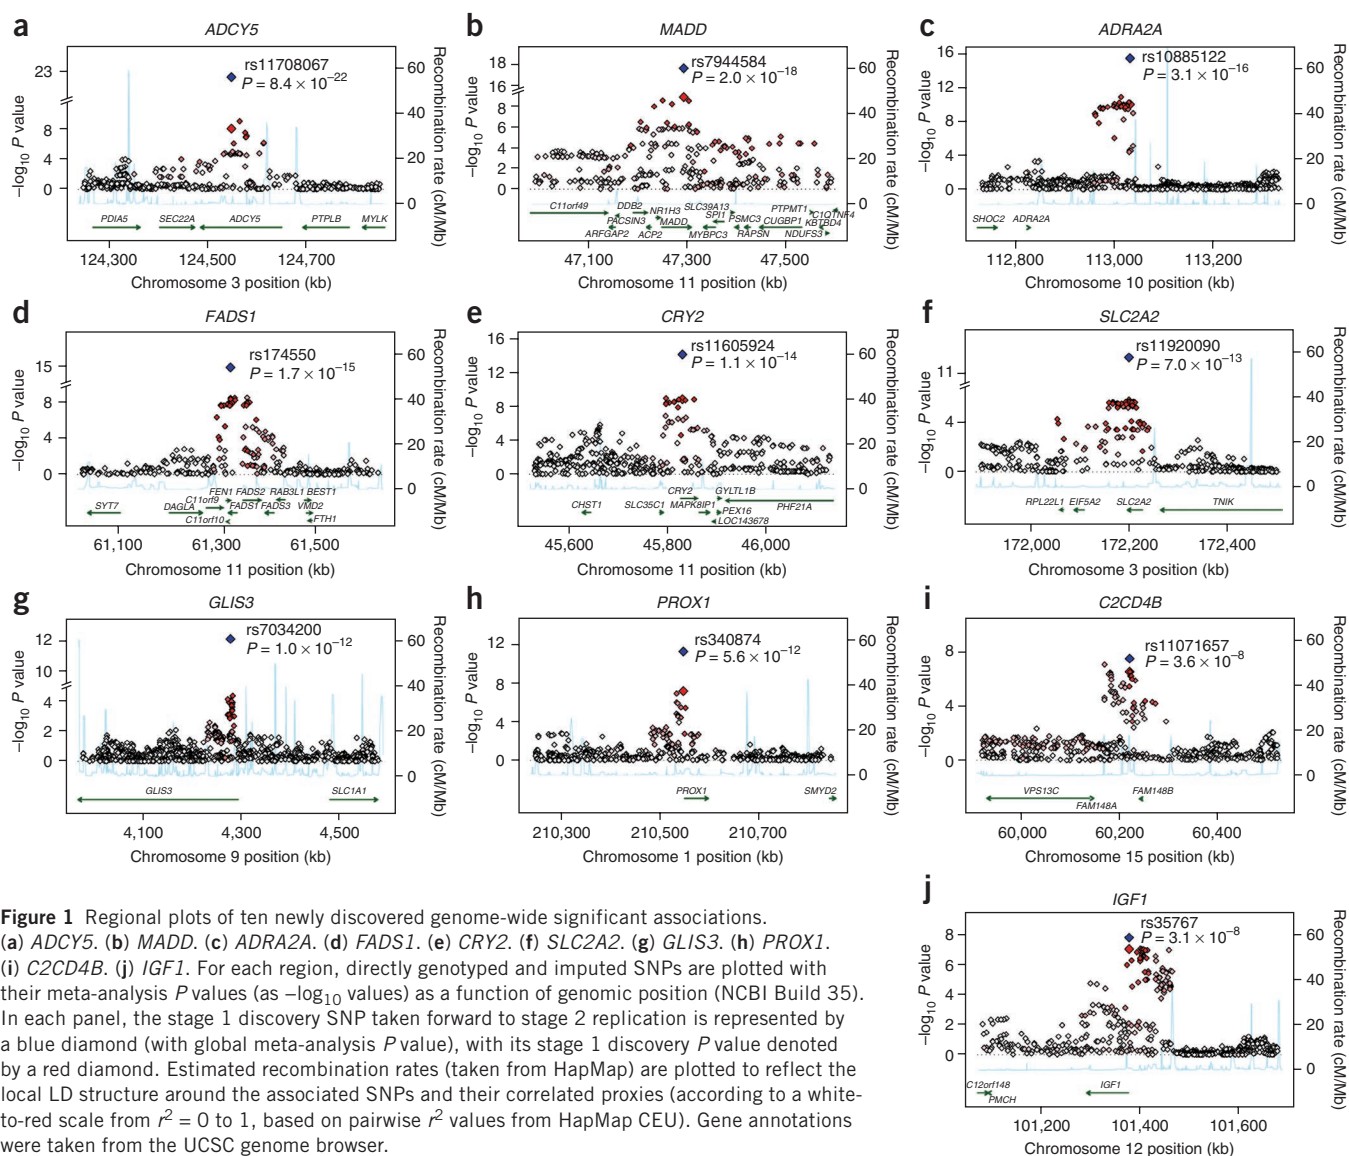 a
ADCY5
rs11708067
P = 8.4 × 10−22
23
8
4
0
−log10 P value
60
40
20
0
Recombination rate (cM/Mb)
PDIA5 SEC22A ADCY5 PTPLB MYLK
124,300 124,500 124,700
Chromosome 3 position (kb)
b
MADD
rs7944584
P = 2.0 × 10−18
18
16
8
6
4
2
0
−log10 P value
60
40
20
0
Recombination rate (cM/Mb)
C11orf49 DDB2 SLC39A13 PTPMT1 C1QTNF4
PACSIN3 NR1H3 SPI1 PSMC3 CUGBP1 KBTBD4
MADD
ARFGAP2 ACP2 MYBPC3 RAPSN NDUFS3
47,100 47,300 47,500
Chromosome 11 position (kb)
c
ADRA2A
rs10885122
P = 3.1 × 10−16
16
12
8
4
0
−log10 P value
60
40
20
0
Recombination rate (cM/Mb)
SHOC2 ADRA2A
112,800 113,000 113,200
Chromosome 10 position (kb)
d
FADS1
rs174550
P = 1.7 × 10−15
15
8
4
0
−log10 P value
60
40
20
0
Recombination rate (cM/Mb)
FEN1 FADS2 RAB3L1 BEST1
C11orf9
SYT7 DAGLA FADS1 FADS3 VMD2
C11orf10 FTH1
61,100 61,300 61,500
Chromosome 11 position (kb)
e
CRY2
rs11605924
P = 1.1 × 10−14
16
12
8
4
0
−log10 P value
60
40
20
0
Recombination rate (cM/Mb)
CRY2 GYLTL1B
CHST1 SLC35C1 MAPK8IP1 PHF21A
PEX16
LOC143678
45,600 45,800 46,000
Chromosome 11 position (kb)
f
SLC2A2
rs11920090
P = 7.0 × 10−13
11
4
0
−log10 P value
60
40
20
0
Recombination rate (cM/Mb)
RPL22L1 EIF5A2 SLC2A2 TNIK
172,000 172,200 172,400
Chromosome 3 position (kb)
g
GLIS3
rs7034200
P = 1.0 × 10−12
12
10
4
2
0
−log10 P value
60
40
20
0
Recombination rate (cM/Mb)
GLIS3 SLC1A1
4,100 4,300 4,500
Chromosome 9 position (kb)
h
PROX1
rs340874
P = 5.6 × 10−12
12
8
4
0
−log10 P value
60
40
20
0
Recombination rate (cM/Mb)
PROX1 SMYD2
210,300 210,500 210,700
Chromosome 1 position (kb)
i
C2CD4B
rs11071657
P = 3.6 × 10−8
8
4
0
−log10 P value
60
40
20
0
Recombination rate (cM/Mb)
VPS13C FAM148B
FAM148A
60,000 60,200 60,400
Chromosome 15 position (kb)
j
IGF1
rs35767
P = 3.1 × 10−8
8
6
4
2
0
−log10 P value
60
40
20
0
Recombination rate (cM/Mb)
C12orf148 IGF1
PMCH
101,200 101,400 101,600
Chromosome 12 position (kb)
Figure 1 Regional plots of ten newly discovered genome-wide significant associations.
(a) ADCY5. (b) MADD. (c) ADRA2A. (d) FADS1. (e) CRY2. (f) SLC2A2. (g) GLIS3. (h) PROX1.
(i) C2CD4B. (j) IGF1. For each region, directly genotyped and imputed SNPs are plotted with
their meta-analysis P values (as −log10 values) as a function of genomic position (NCBI Build 35).
In each panel, the stage 1 discovery SNP taken forward to stage 2 replication is represented by
a blue diamond (with global meta-analysis P value), with its stage 1 discovery P value denoted
by a red diamond. Estimated recombination rates (taken from HapMap) are plotted to reflect the
local LD structure around the associated SNPs and their correlated proxies (according to a white-
to-red scale from r2 = 0 to 1, based on pairwise r2 values from HapMap CEU). Gene annotations
were taken from the UCSC genome browser.